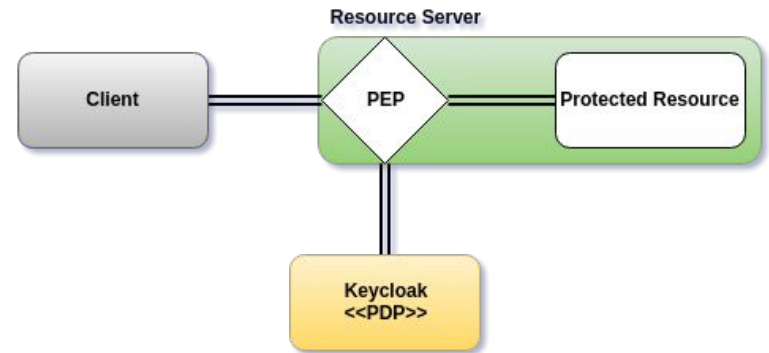 Resource Server
Client
PEP
Protected Resource
Keycloak
<<PDP>>